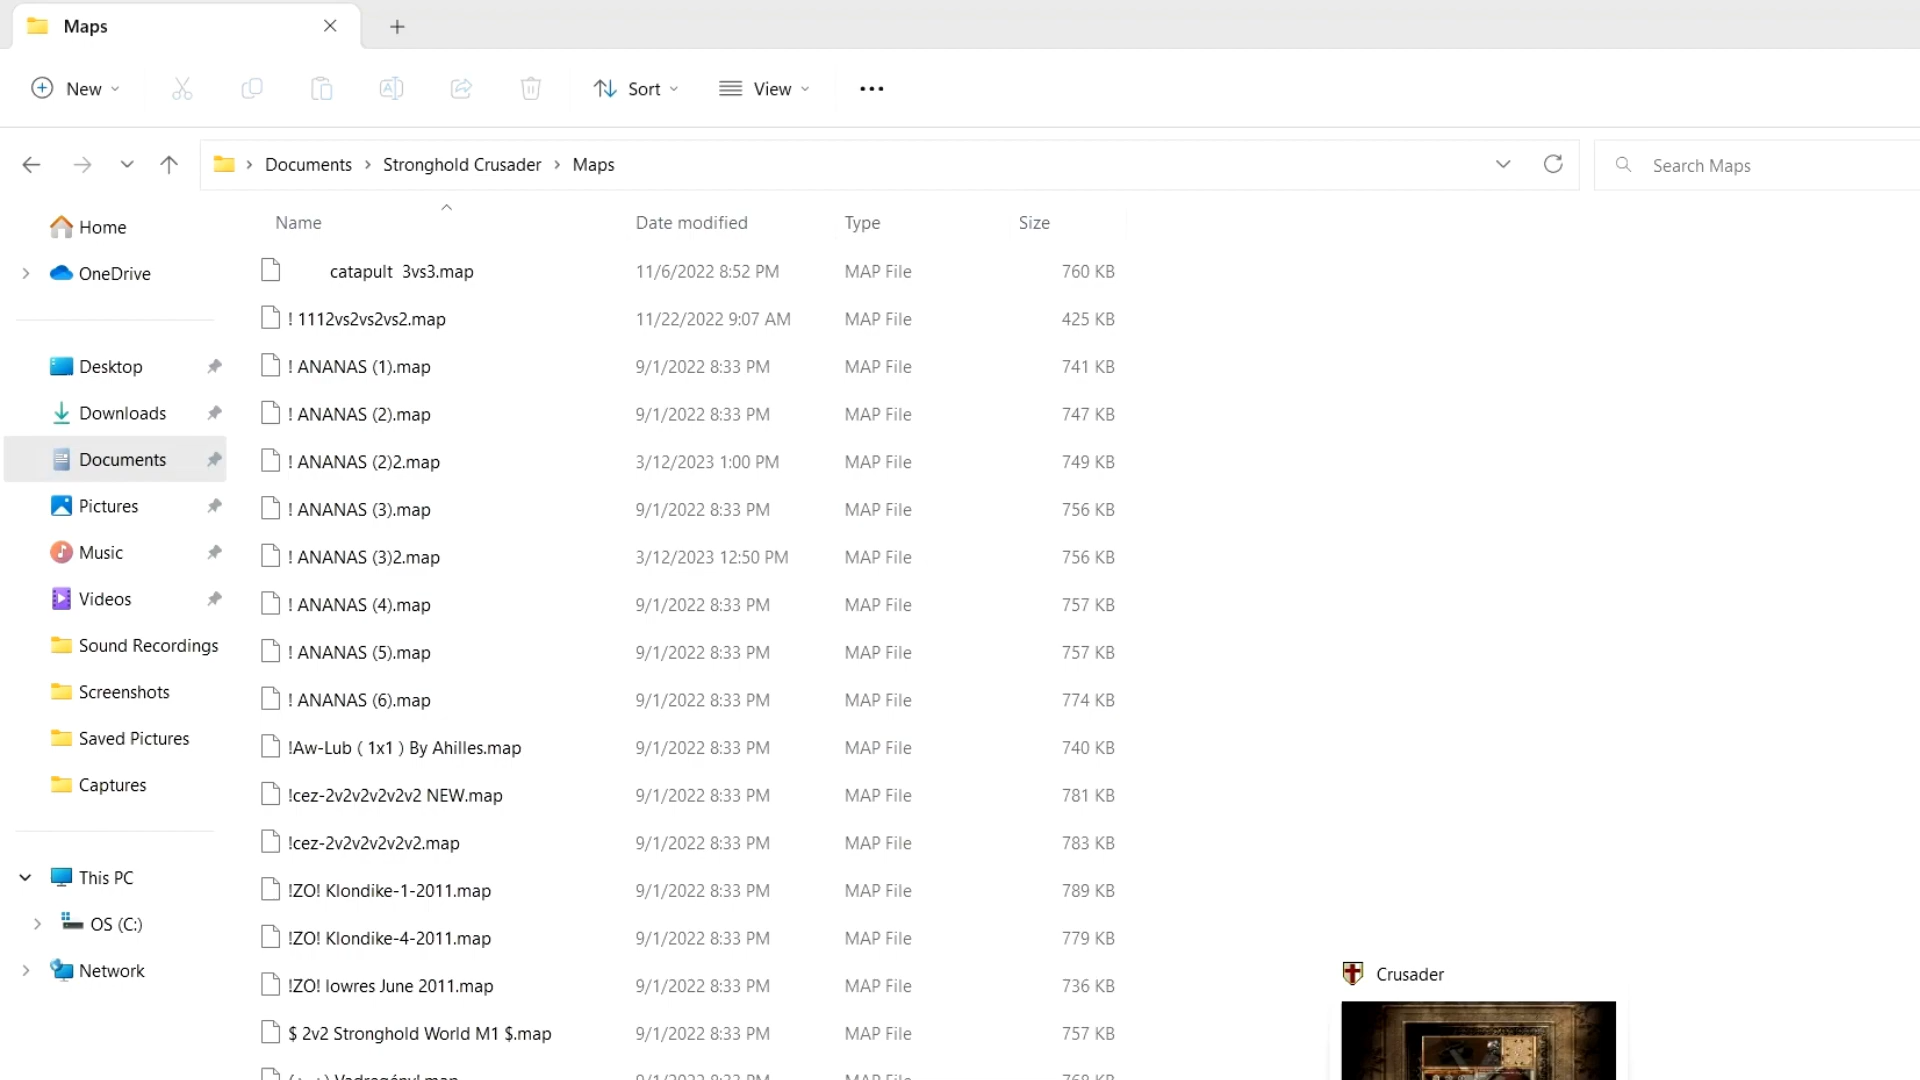 Maps
New
Sort
View
Documents > Stronghold Crusader > Maps
Search Maps
Home
OneDrive
Desktop
Downloads
Documents
Pictures
Music
Videos
Sound Recordings
Screenshots
Saved Pictures
Captures
This PC
OS (C:)
Network
Name Date modified Type Size
catapult 3vs3.map 11/6/2022 8:52 PM MAP File 760 KB
! 1112vs2vs2vs2.map 11/22/2022 9:07 AM MAP File 425 KB
! ANANAS (1).map 9/1/2022 8:33 PM MAP File 741 KB
! ANANAS (2).map 9/1/2022 8:33 PM MAP File 747 KB
! ANANAS (2)2.map 3/12/2023 1:00 PM MAP File 749 KB
! ANANAS (3).map 9/1/2022 8:33 PM MAP File 756 KB
! ANANAS (3)2.map 3/12/2023 12:50 PM MAP File 756 KB
! ANANAS (4).map 9/1/2022 8:33 PM MAP File 757 KB
! ANANAS (5).map 9/1/2022 8:33 PM MAP File 757 KB
! ANANAS (6).map 9/1/2022 8:33 PM MAP File 774 KB
!Aw-Lub ( 1x1 ) By Ahilles.map 9/1/2022 8:33 PM MAP File 740 KB
!cez-2v2v2v2v2v2 NEW.map 9/1/2022 8:33 PM MAP File 781 KB
!cez-2v2v2v2v2v2.map 9/1/2022 8:33 PM MAP File 783 KB
!ZO! Klondike-1-2011.map 9/1/2022 8:33 PM MAP File 789 KB
!ZO! Klondike-4-2011.map 9/1/2022 8:33 PM MAP File 779 KB
!ZO! lowres June 2011.map 9/1/2022 8:33 PM MAP File 736 KB
$ 2v2 Stronghold World M1 $.map 9/1/2022 8:33 PM MAP File 757 KB
9/1/2022 8:33 PM MAP File 768 KB
Crusader